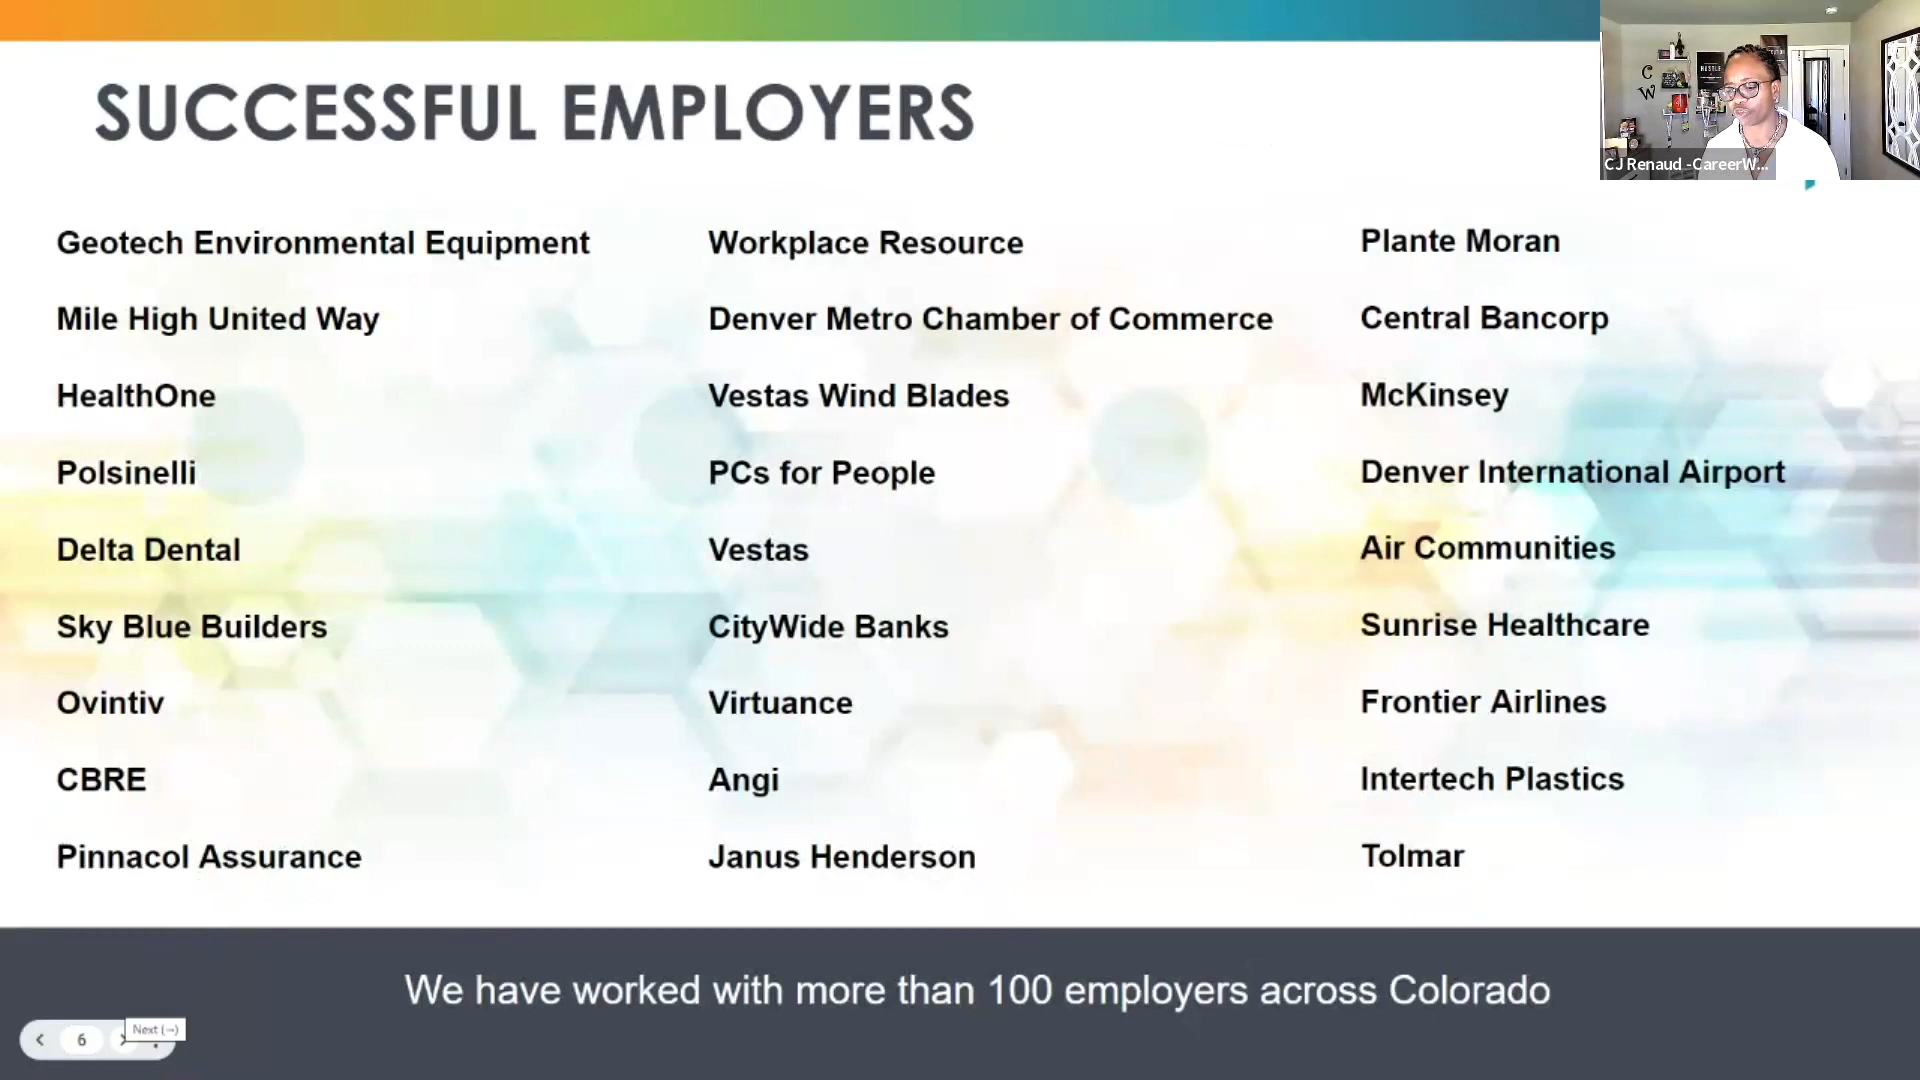 SUCCESSFUL EMPLOYERS
CJ Renaud -CareerW...
HUSTLE
C
W
Geotech Environmental Equipment
Mile High United Way
HealthOne
Polsinelli
Delta Dental
Sky Blue Builders
Ovintiv
CBRE
Pinnacol Assurance
Workplace Resource
Denver Metro Chamber of Commerce
Vestas Wind Blades
PCs for People
Vestas
CityWide Banks
Virtuance
Angi
Janus Henderson
Plante Moran
Central Bancorp
McKinsey
Denver International Airport
Air Communities
Sunrise Healthcare
Frontier Airlines
Intertech Plastics
Tolmar
We have worked with more than 100 employers across Colorado
6
Next (→)